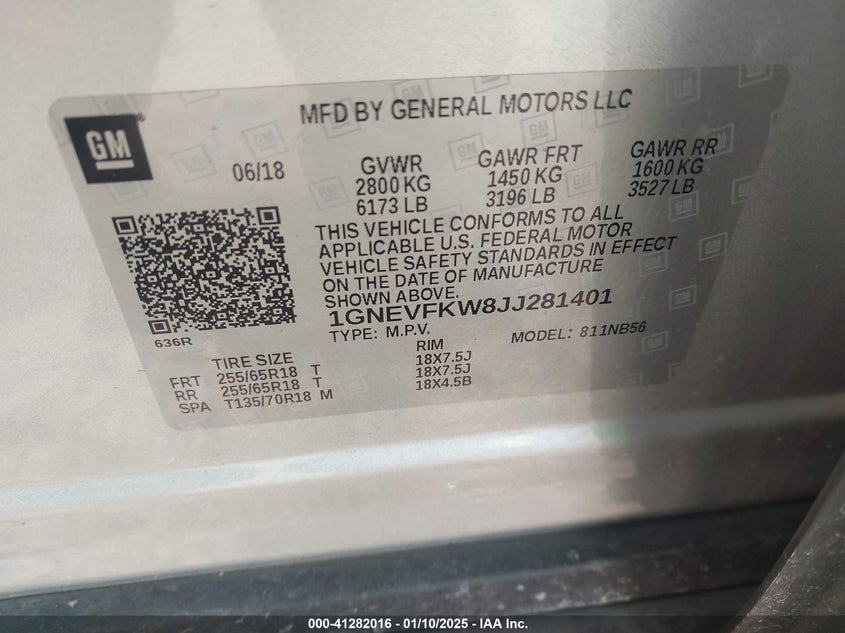 MFD BY GENERAL MOTORS LLC
GM
06/18
GVWR
2800 KG
6173 LB
GAWR FRT
1450 KG
3196 LB
GAWR RR
1600 KG
3527 LB
THIS VEHICLE CONFORMS TO ALL
APPLICABLE U.S. FEDERAL MOTOR
VEHICLE SAFETY STANDARDS IN EFFECT
ON THE DATE OF MANUFACTURE
SHOWN ABOVE.
1GNEVFKW8JJ281401
TYPE: M.P.V.
MODEL: 811NB56
636R
TIRE SIZE RIM
FRT 255/65R18 T 18X7.5J
RR 255/65R18 T 18X7.5J
SPA T135/70R18 M 18X4.5B
000-41282016 - 01/10/2025 - IAA Inc.